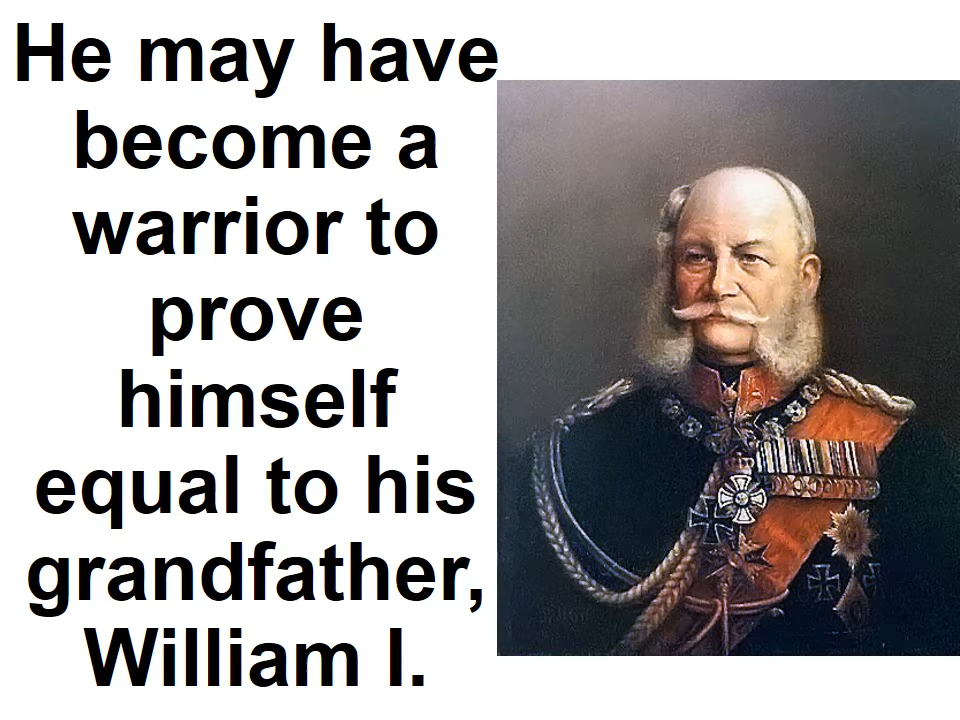 He may have
become a
warrior to
prove
himself
equal to his
grandfather,
William I.